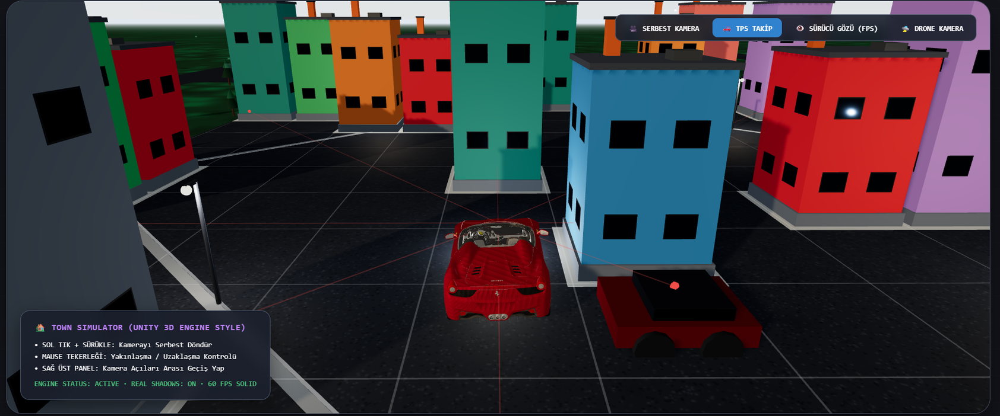 SERBEST KAMERA
TPS TAKİP
SÜRÜCÜ GÖZÜ (FPS)
DRONE KAMERA
TOWN SIMULATOR (UNITY 3D ENGINE STYLE)
• SOL TIK + SÜRÜKLE: Kamerayı Serbest Döndür
• MAUSE TEKERLEĞİ: Yakınlaşma / Uzaklaşma Kontrolü
• SAĞ ÜST PANEL: Kamera Açıları Arası Geçiş Yap
ENGINE STATUS: ACTIVE · REAL SHADOWS: ON · 60 FPS SOLID